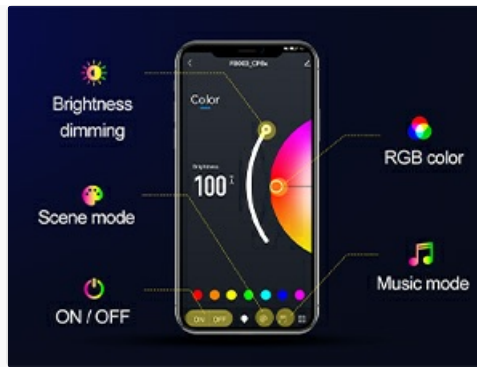 Color
Brightness
100
ON OFF
Brightness
dimming
Scene mode
ON / OFF
RGB color
Music mode